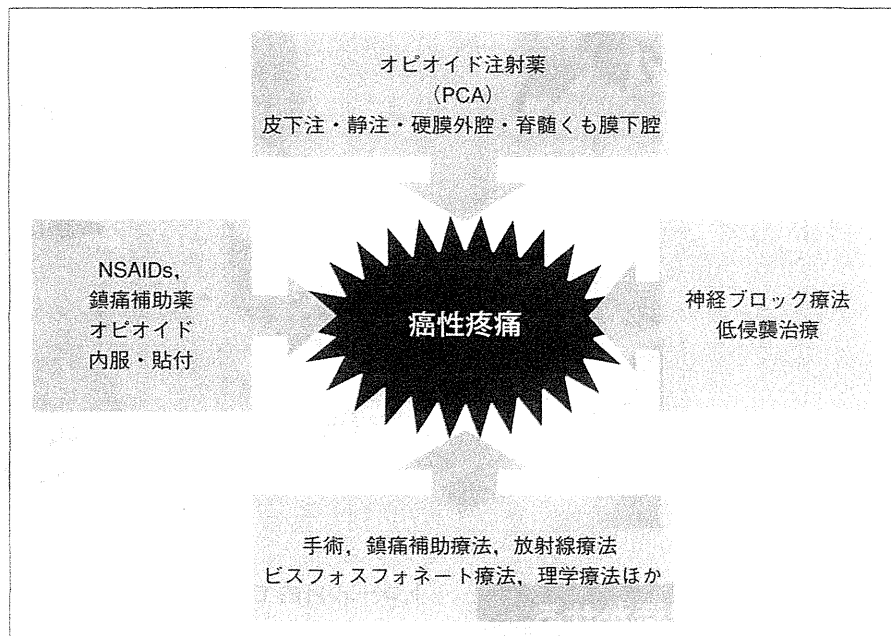 オピオイド注射薬
（PCA）
皮下注・静注・硬膜外腔・脊髄くも膜下腔
NSAIDs，
鎮痛補助薬
オピオイド
内服・貼付
癌性疼痛
神経ブロック療法
低侵襲治療
手術，鎮痛補助療法，放射線療法
ビスフォスフォネート療法，理学療法ほか